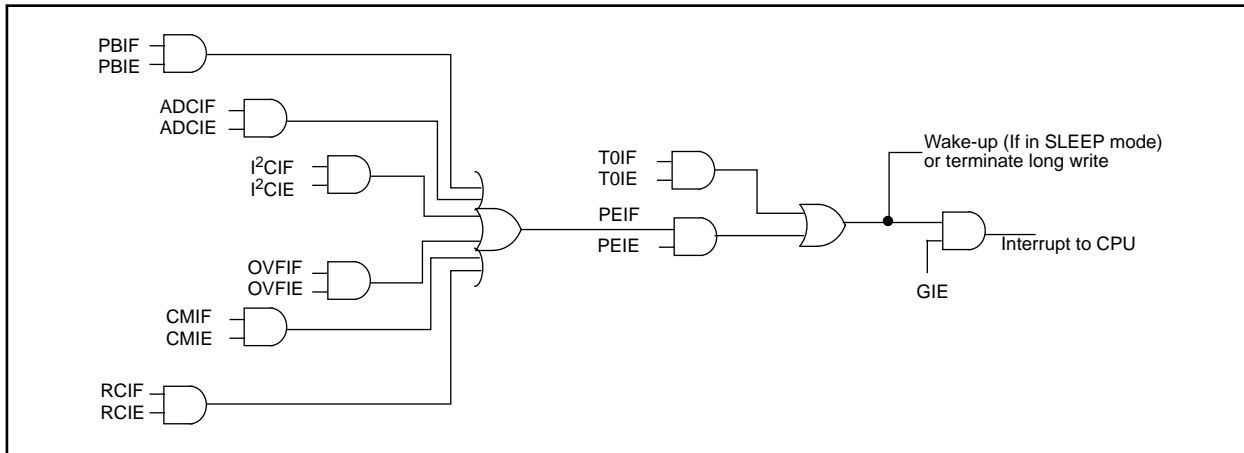 PBIF
PBIE
ADCIF
ADCIE
I²CIF
I²CIE
OVFIF
OVFIE
CMIF
CMIE
RCIF
RCIE
T0IF
T0IE
PEIF
PEIE
Wake-up (If in SLEEP mode)
or terminate long write
Interrupt to CPU
GIE